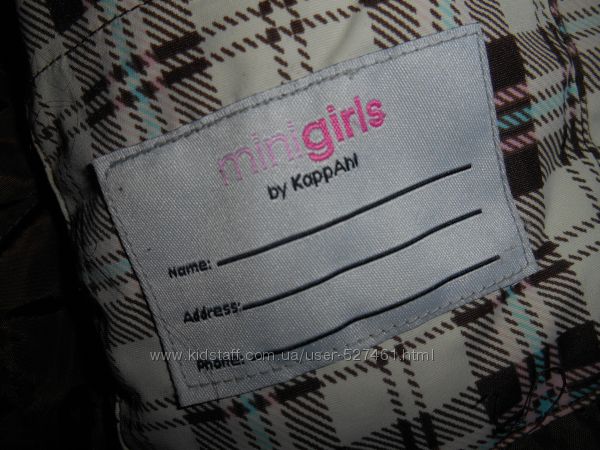 minigirls
by KappAhl
Name:
Address:
Phone:
www.kidstaff.com.ua/user-527461.html